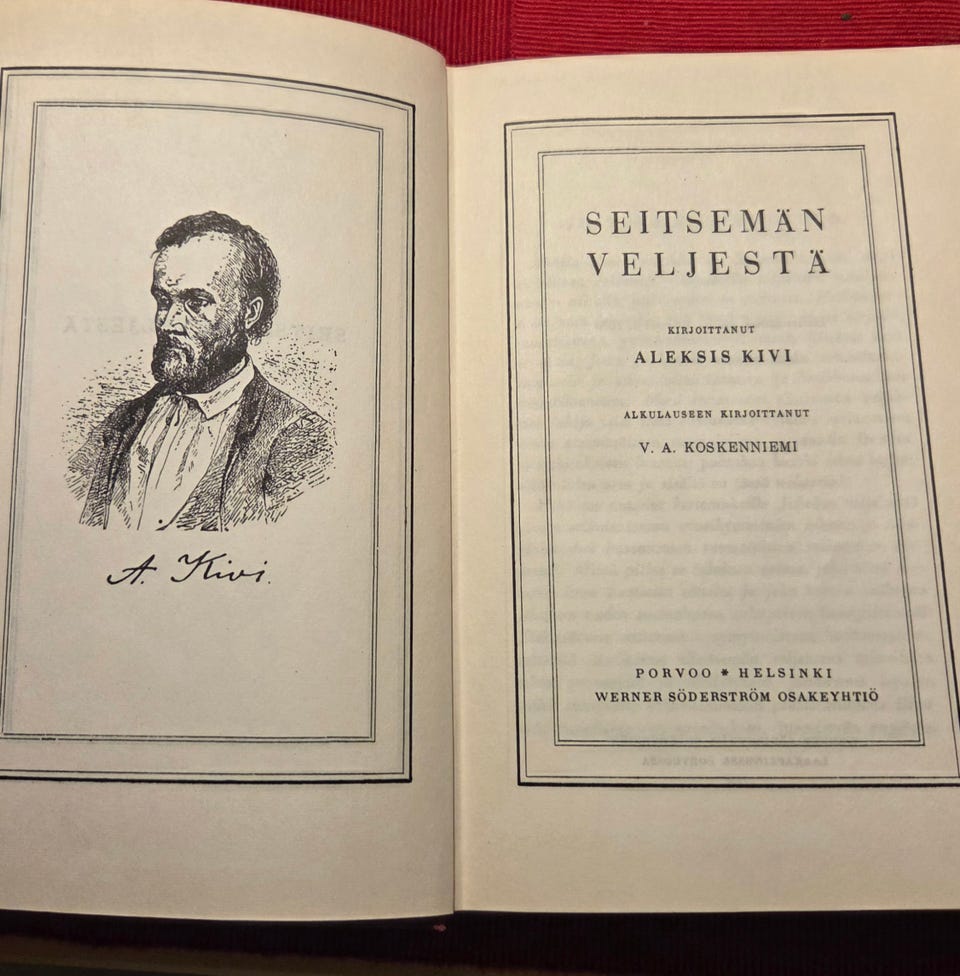 A. Kivi.
SEITSEMÄN
VELJESTÄ
KIRJOITTANUT
ALEKSIS KIVI
ALKULAUSEEN KIRJOITTANUT
V. A. KOSKENNIEMI
PORVOO * HELSINKI
WERNER SÖDERSTRÖM OSAKEYHTIÖ